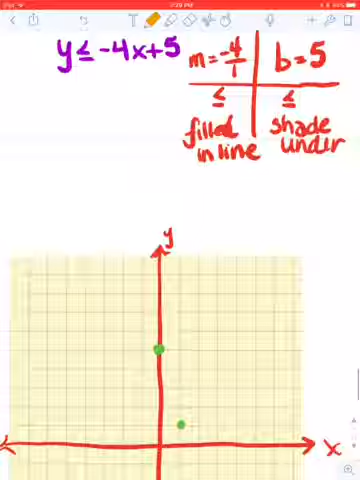 y ≤ -4x+5
m = -4/1
b = 5
≤
≤
filled in line
shade under
y
x